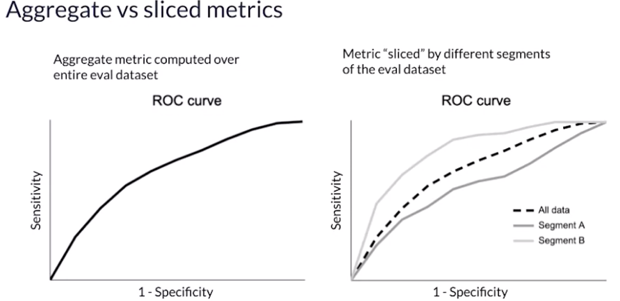 Aggregate vs sliced metrics
Aggregate metric computed over
entire eval dataset
ROC curve
Sensitivity
1 - Specificity
Metric "sliced" by different segments
of the eval dataset
ROC curve
Sensitivity
All data
Segment A
Segment B
1 - Specificity